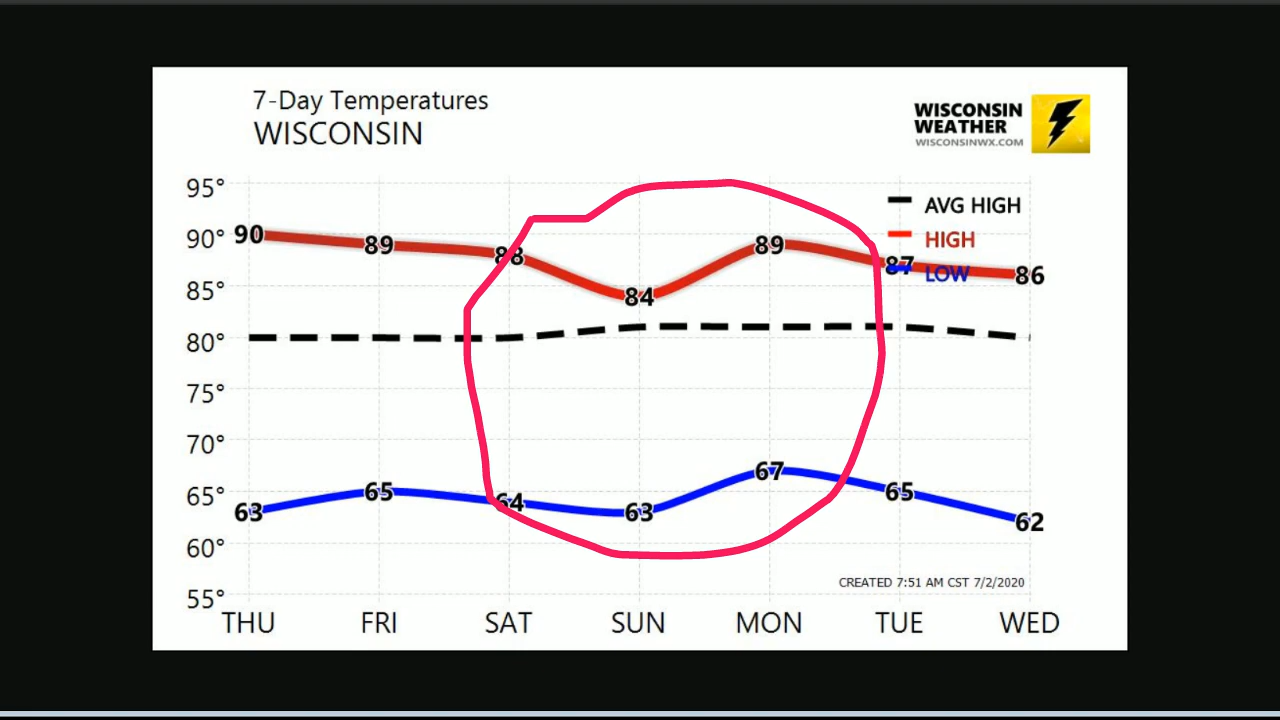 7-Day Temperatures
WISCONSIN
WISCONSIN
WEATHER
WISCONSINWX.COM
95°
90°
85°
80°
75°
70°
65°
60°
55°
AVG HIGH
HIGH
LOW
90 89 88 84 89 87 86
63 65 64 63 67 65 62
CREATED 7:51 AM CST 7/2/2020
THU FRI SAT SUN MON TUE WED